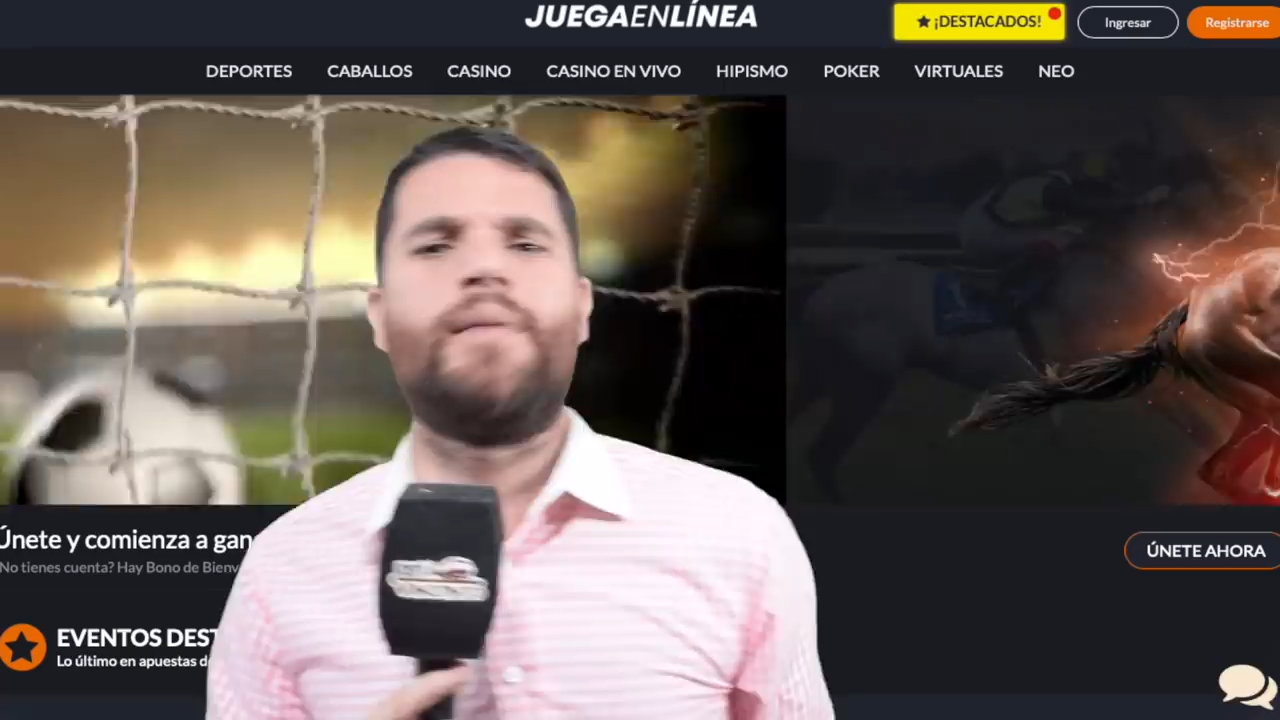 JUEGAENLÍNEA
★ ¡DESTACADOS!
Ingresar
Registrarse
DEPORTES
CABALLOS
CASINO
CASINO EN VIVO
HIPISMO
POKER
VIRTUALES
NEO
Únete y comienza a gan
No tienes cuenta? Hay Bono de Bienv
ÚNETE AHORA
EVENTOS DEST
Lo último en apuestas d